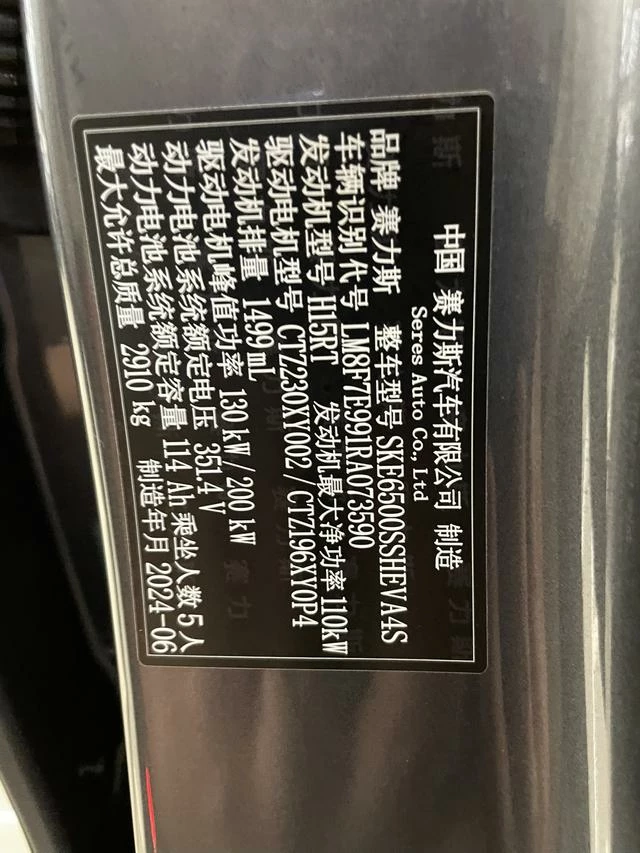 中国 赛力斯汽车有限公司 制造
Seres Auto Co., Ltd
品牌 赛力斯 整车型号 SKE6500SSHEVA4S
车辆识别代号 LM8F7E991RA073590
发动机型号 H15RT 发动机最大净功率 110kW
驱动电机型号 CTZ230XY002/CTZ196XY0P4
发动机排量 1499 mL
驱动电机峰值功率 130 kW/200 kW
动力电池系统额定电压 351.4 V
动力电池系统额定容量 114 Ah 乘坐人数 5 人
最大允许总质量 2910 kg 制造年月 2024-06